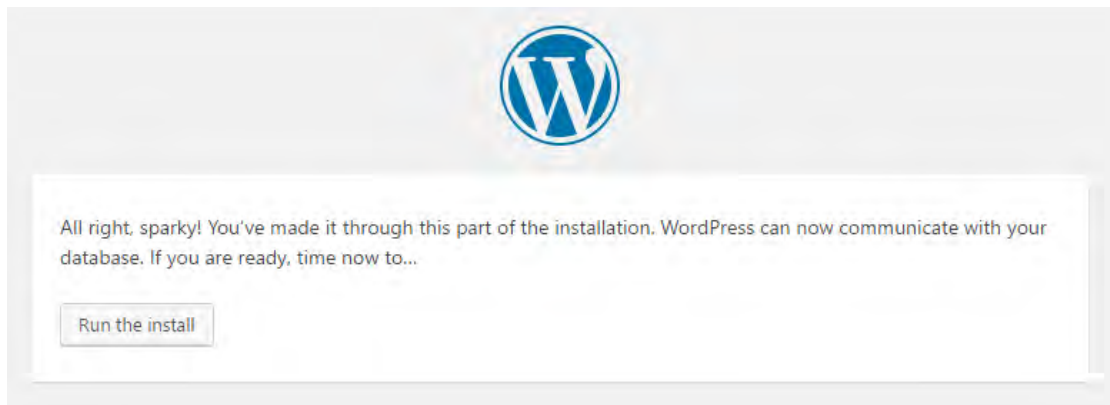 All right, sparky! You've made it through this part of the installation. WordPress can now communicate with your
database. If you are ready, time now to...
Run the install